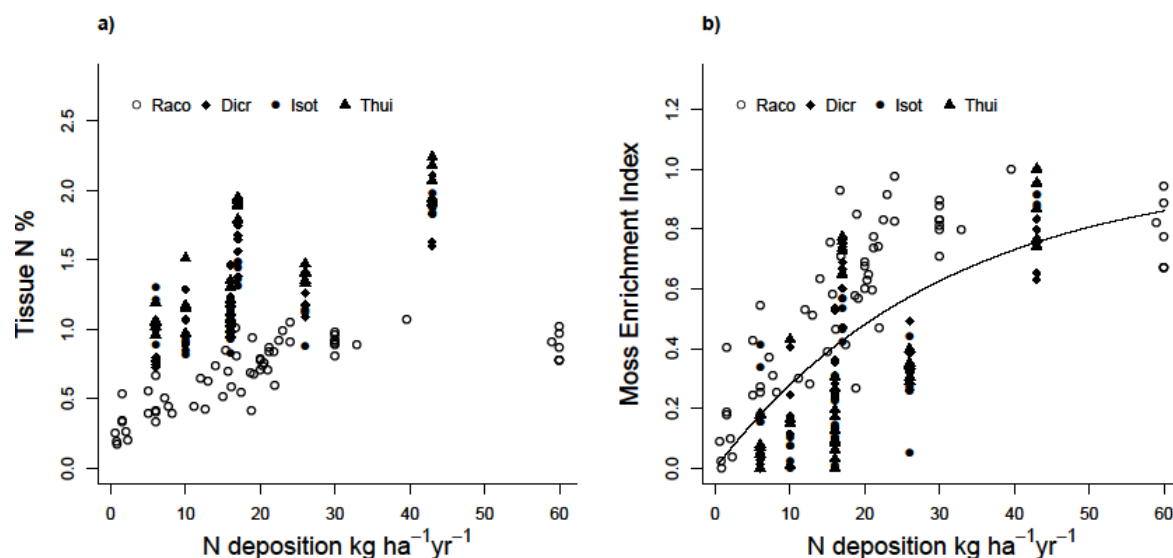 a)
Tissue N %
Raco Dicr Isot Thui
2.5
2.0
1.5
1.0
0.5
0.0
0 10 20 30 40 50 60
N deposition kg ha⁻¹yr⁻¹
b)
Moss Enrichment Index
Raco Dicr Isot Thui
1.2
1.0
0.8
0.6
0.4
0.2
0.0
0 10 20 30 40 50 60
N deposition kg ha⁻¹yr⁻¹